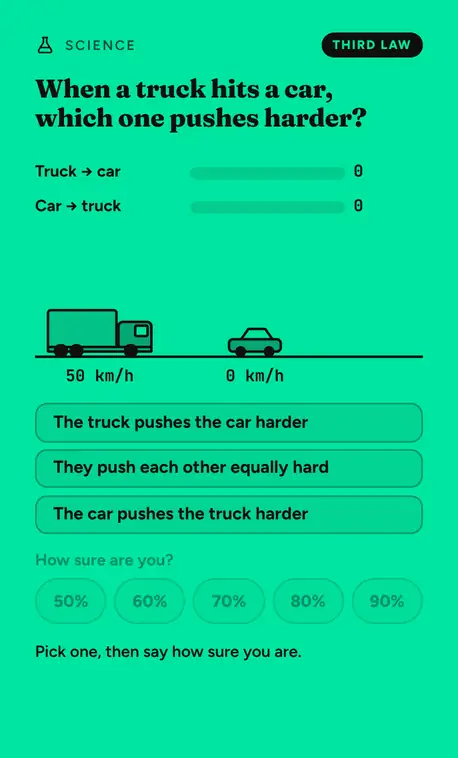 SCIENCE
THIRD LAW
When a truck hits a car,
which one pushes harder?
Truck → car 0
Car → truck 0
50 km/h 0 km/h
The truck pushes the car harder
They push each other equally hard
The car pushes the truck harder
How sure are you?
50% 60% 70% 80% 90%
Pick one, then say how sure you are.